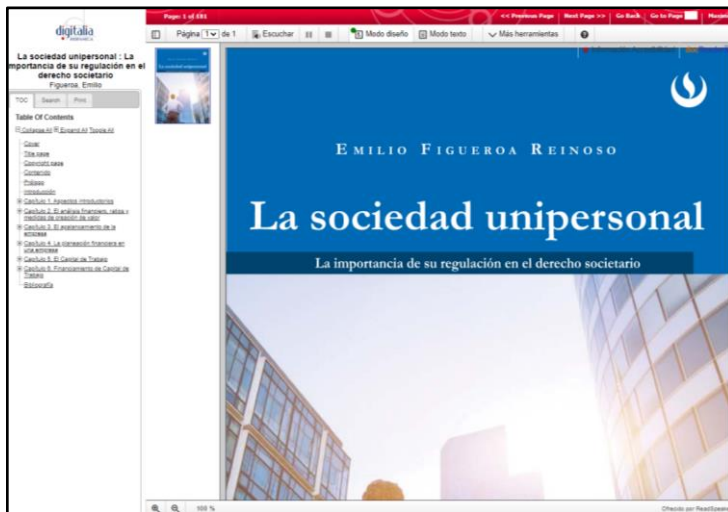 digitalia
La sociedad unipersonal : La
importancia de su regulación en el
derecho societario
Figueroa, Emilio
TOC Search Print
Table Of Contents
Collapse All Expand All Toggle All
Cover
Title page
Copyright page
Contenido
Prólogo
Introducción
Capítulo 1. Aspectos introductorios
Capítulo 2. El análisis financiero, ratios y
medidas de creación de valor
Capítulo 3. El apalancamiento de la
empresa
Capítulo 4. La planeación financiera en
una empresa
Capítulo 5. El Capital de Trabajo
Capítulo 6. Financiamiento de Capital de
Trabajo
Bibliografía
Page: 1 of 181
<< Previous Page Next Page >> Go Back Go to Page
Página 1 de 1 Escuchar Modo diseño Modo texto Más herramientas
EMILIO FIGUEROA REINOSO
La sociedad unipersonal
La importancia de su regulación en el derecho societario
100 %
Ofrecido por ReadSpeaker